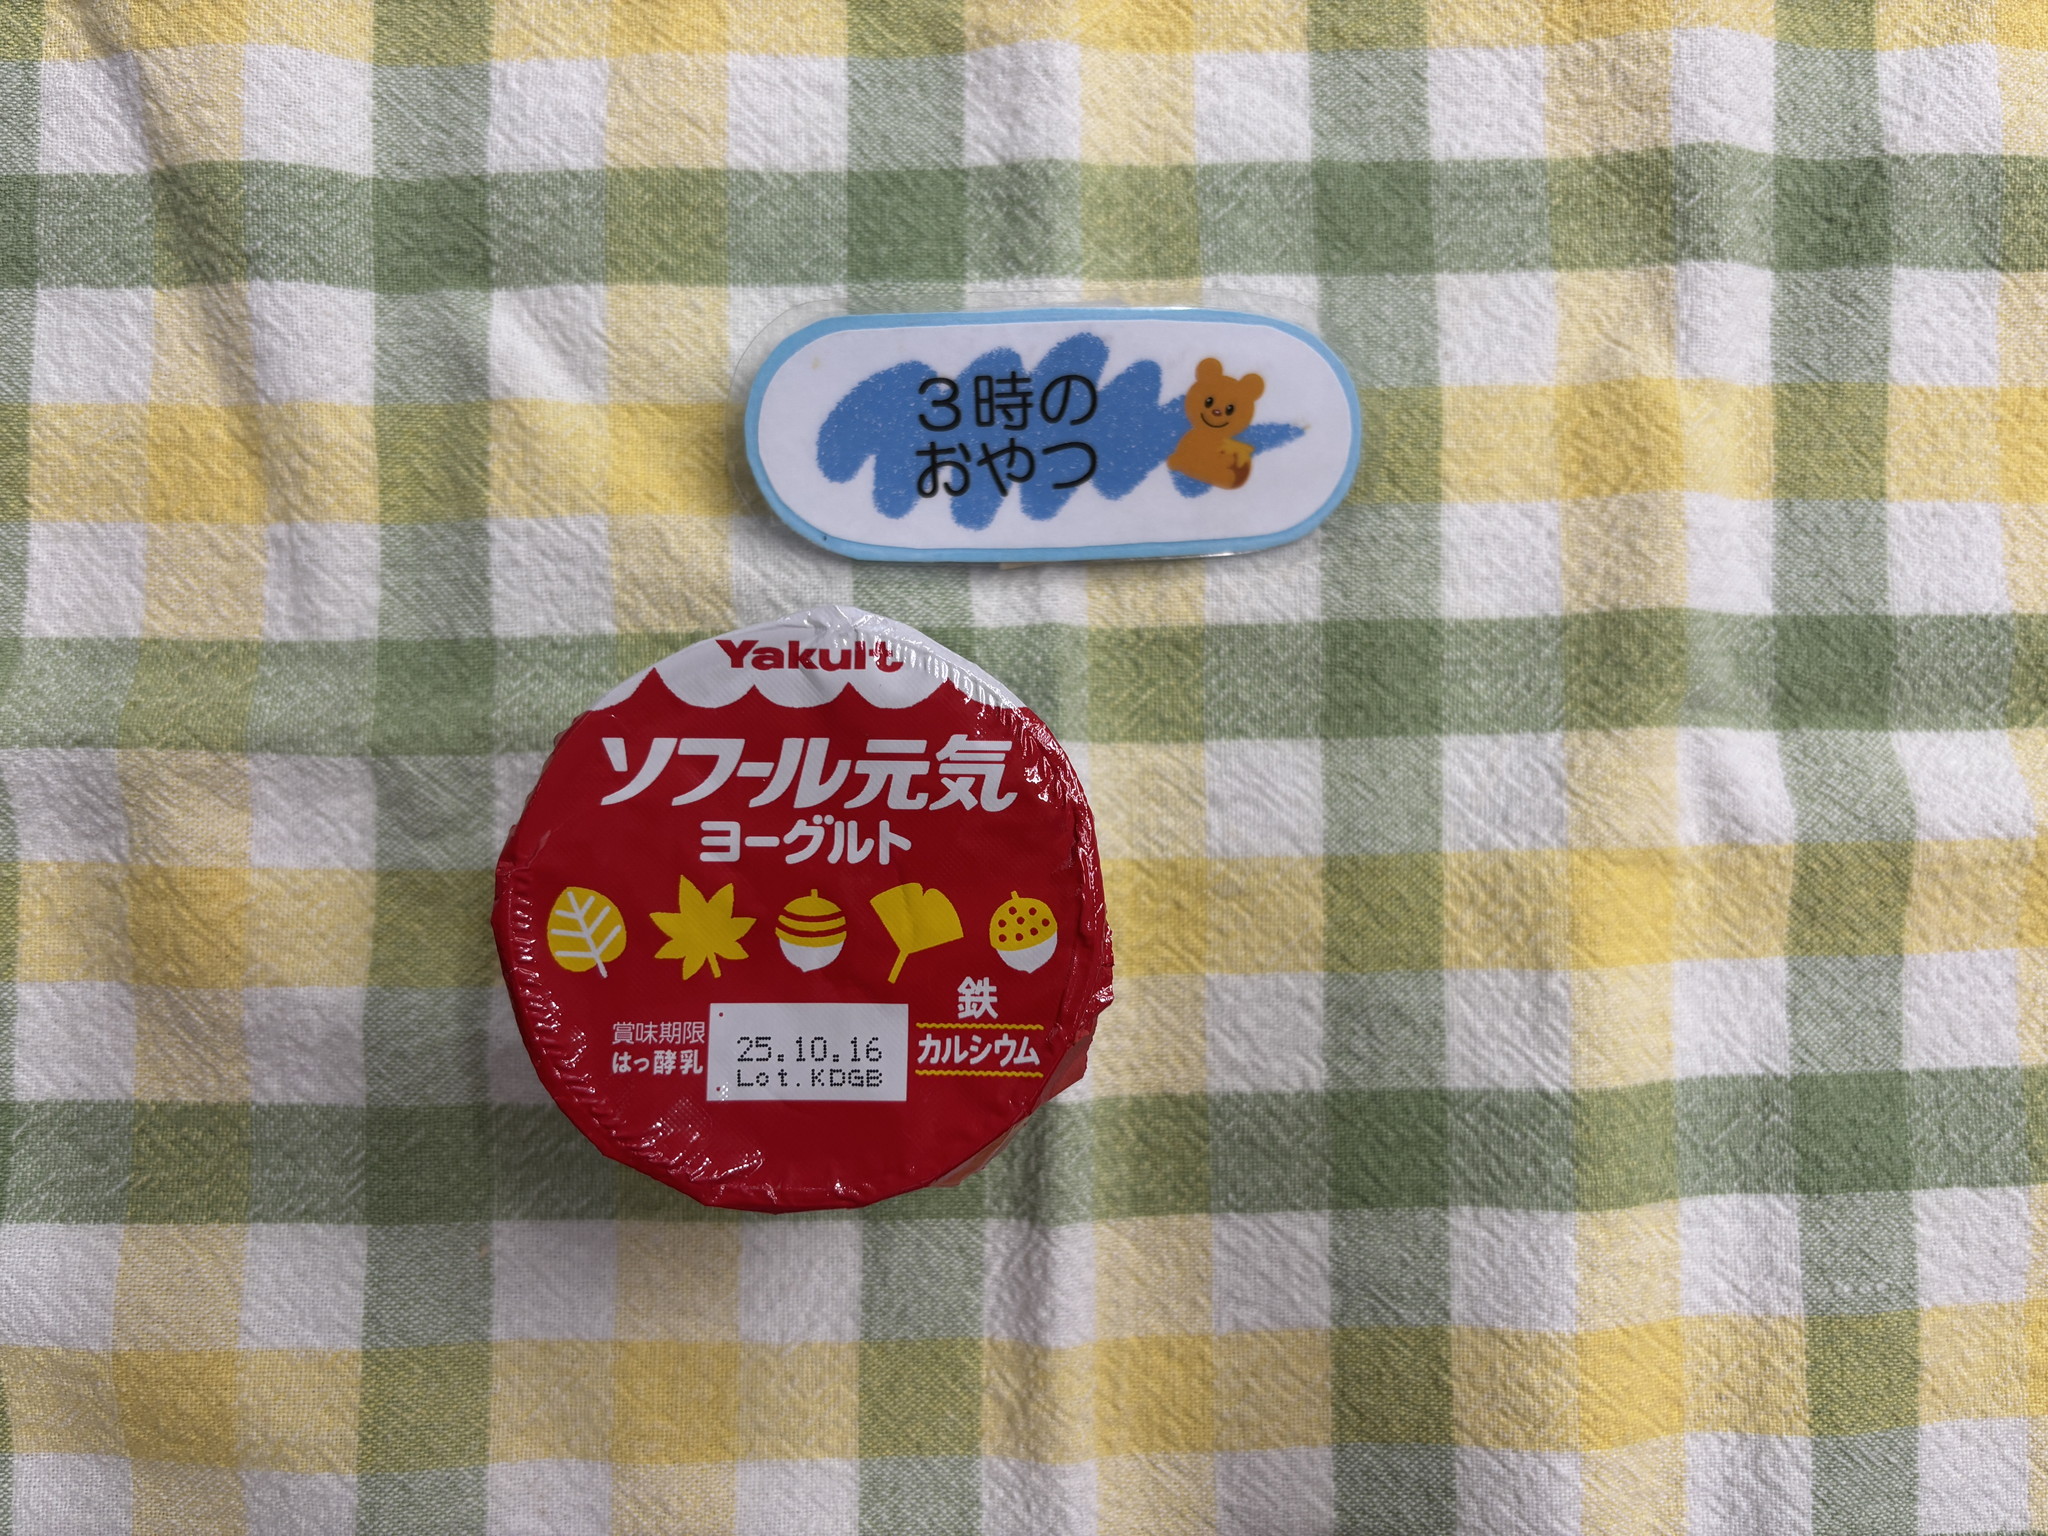 ３時の
おやつ
Yakult
ソフール元気
ヨーグルト
鉄
カルシウム
賞味期限
はっ酵乳
25.10.16
Lot.KDGB